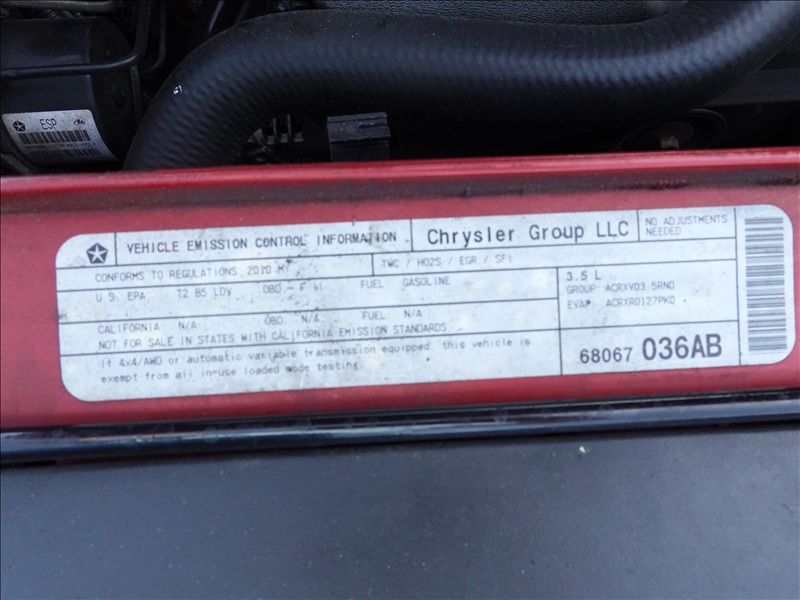 ESP
VEHICLE EMISSION CONTROL INFORMATION
Chrysler Group LLC
NO ADJUSTMENTS
NEEDED
CONFORMS TO REGULATIONS, 2010 MY
TWC / HO2S / EGR / SFI
U.S. EPA T2 B5 LDV OBD - F II FUEL GASOLINE
CALIFORNIA N/A OBD N/A FUEL N/A
NOT FOR SALE IN STATES WITH CALIFORNIA EMISSION STANDARDS
If 4x4/AWD or automatic variable transmission equipped, this vehicle is
exempt from all in-use loaded mode testing.
3.5 L
GROUP: ACRXV03.5RN0
EVAP: ACRXR0127PK0
68067 036AB